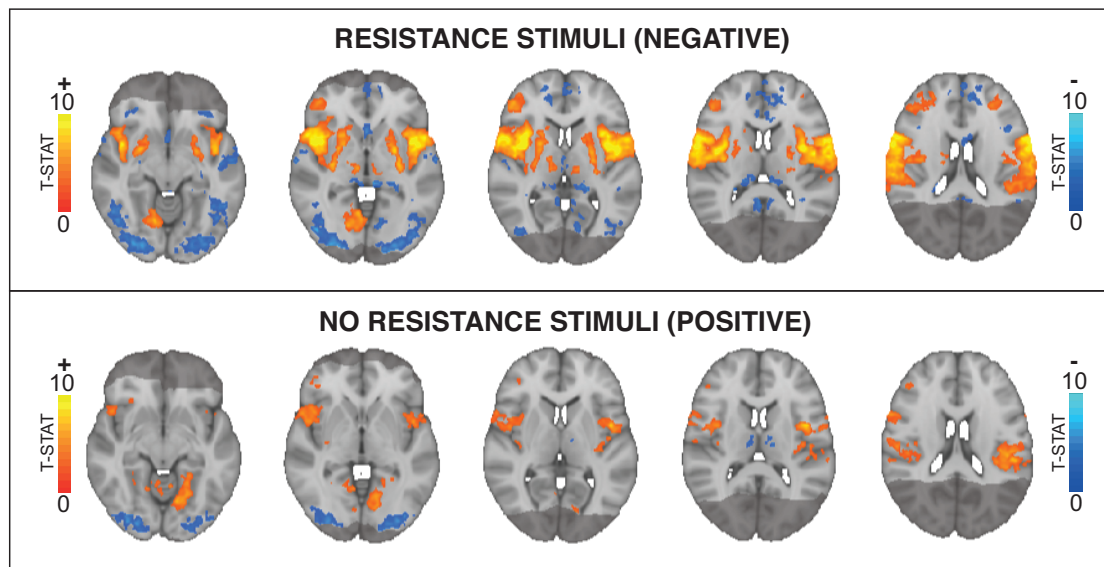 RESISTANCE STIMULI (NEGATIVE)
+
10
T-STAT
0
-
10
T-STAT
0
NO RESISTANCE STIMULI (POSITIVE)
+
10
T-STAT
0
-
10
T-STAT
0